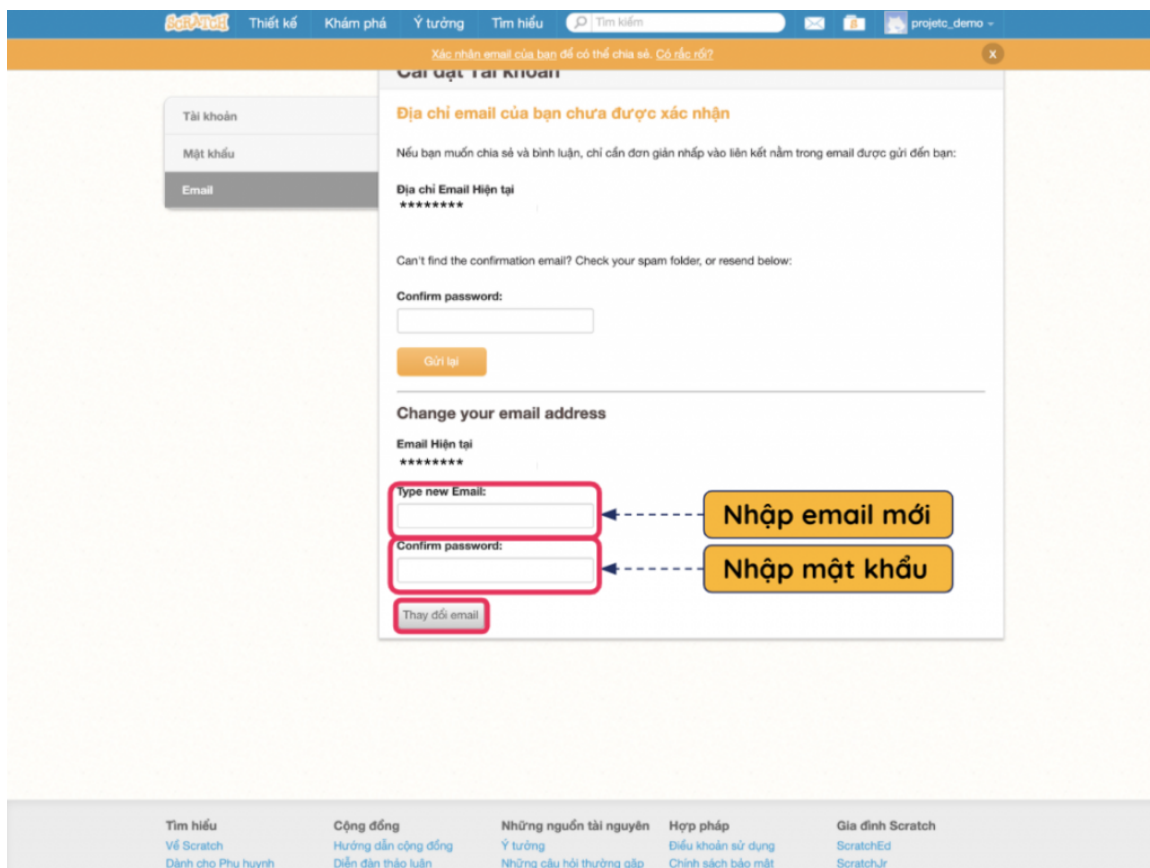 SCRATCH Thiết kế Khám phá Ý tưởng Tìm hiểu Tìm kiếm projetc_demo
Xác nhận email của bạn để có thể chia sẻ. Có rắc rối? x
Cài đặt Tài khoản
Tài khoản
Mật khẩu
Email
Địa chỉ email của bạn chưa được xác nhận
Nếu bạn muốn chia sẻ và bình luận, chỉ cần đơn giản nhấp vào liên kết nằm trong email được gửi đến bạn:
Địa chỉ Email Hiện tại
********
Can't find the confirmation email? Check your spam folder, or resend below:
Confirm password:
Gửi lại
Change your email address
Email Hiện tại
********
Type new Email:
Nhập email mới
Confirm password:
Nhập mật khẩu
Thay đổi email
Tìm hiểu Cộng đồng Những nguồn tài nguyên Hợp pháp Gia đình Scratch
Về Scratch Hướng dẫn cộng đồng Ý tưởng Điều khoản sử dụng ScratchEd
Dành cho Phụ huynh Diễn đàn thảo luận Những câu hỏi thường gặp Chính sách bảo mật ScratchJr